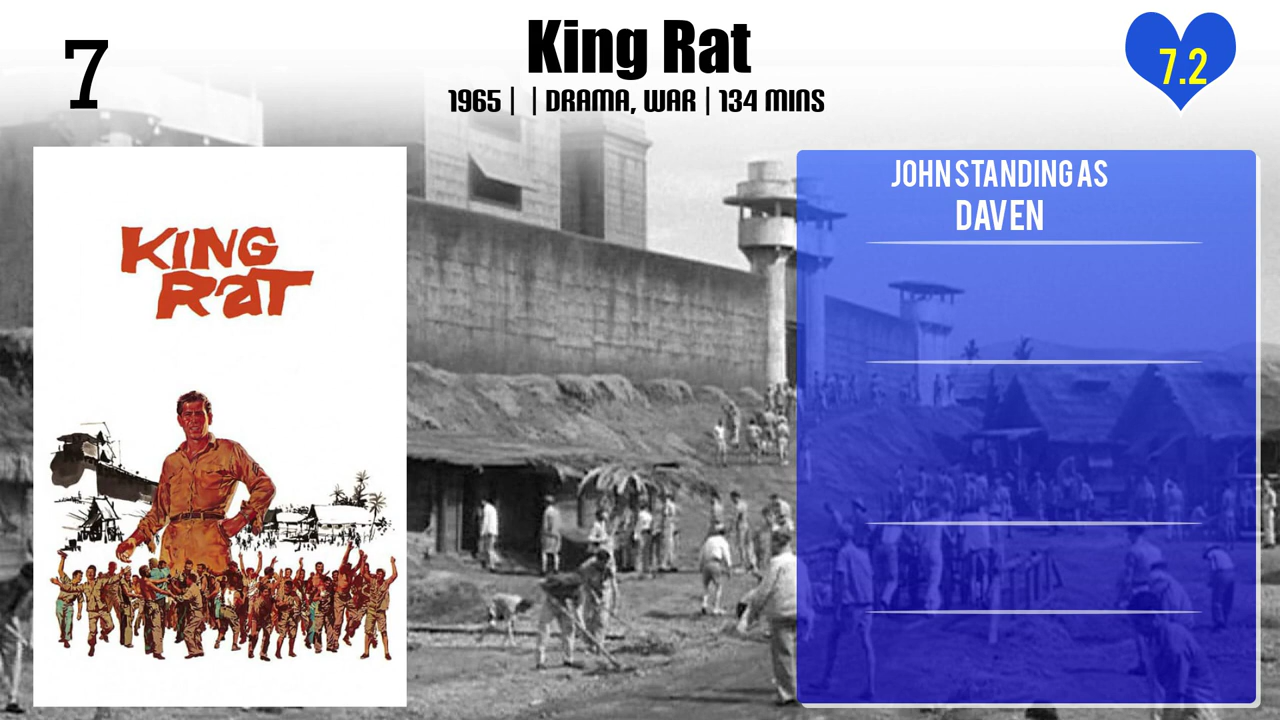 7
King Rat
1965 | | DRAMA, WAR | 134 MINS
7.2
KING
RaT
JOHN STANDING AS
DAVEN